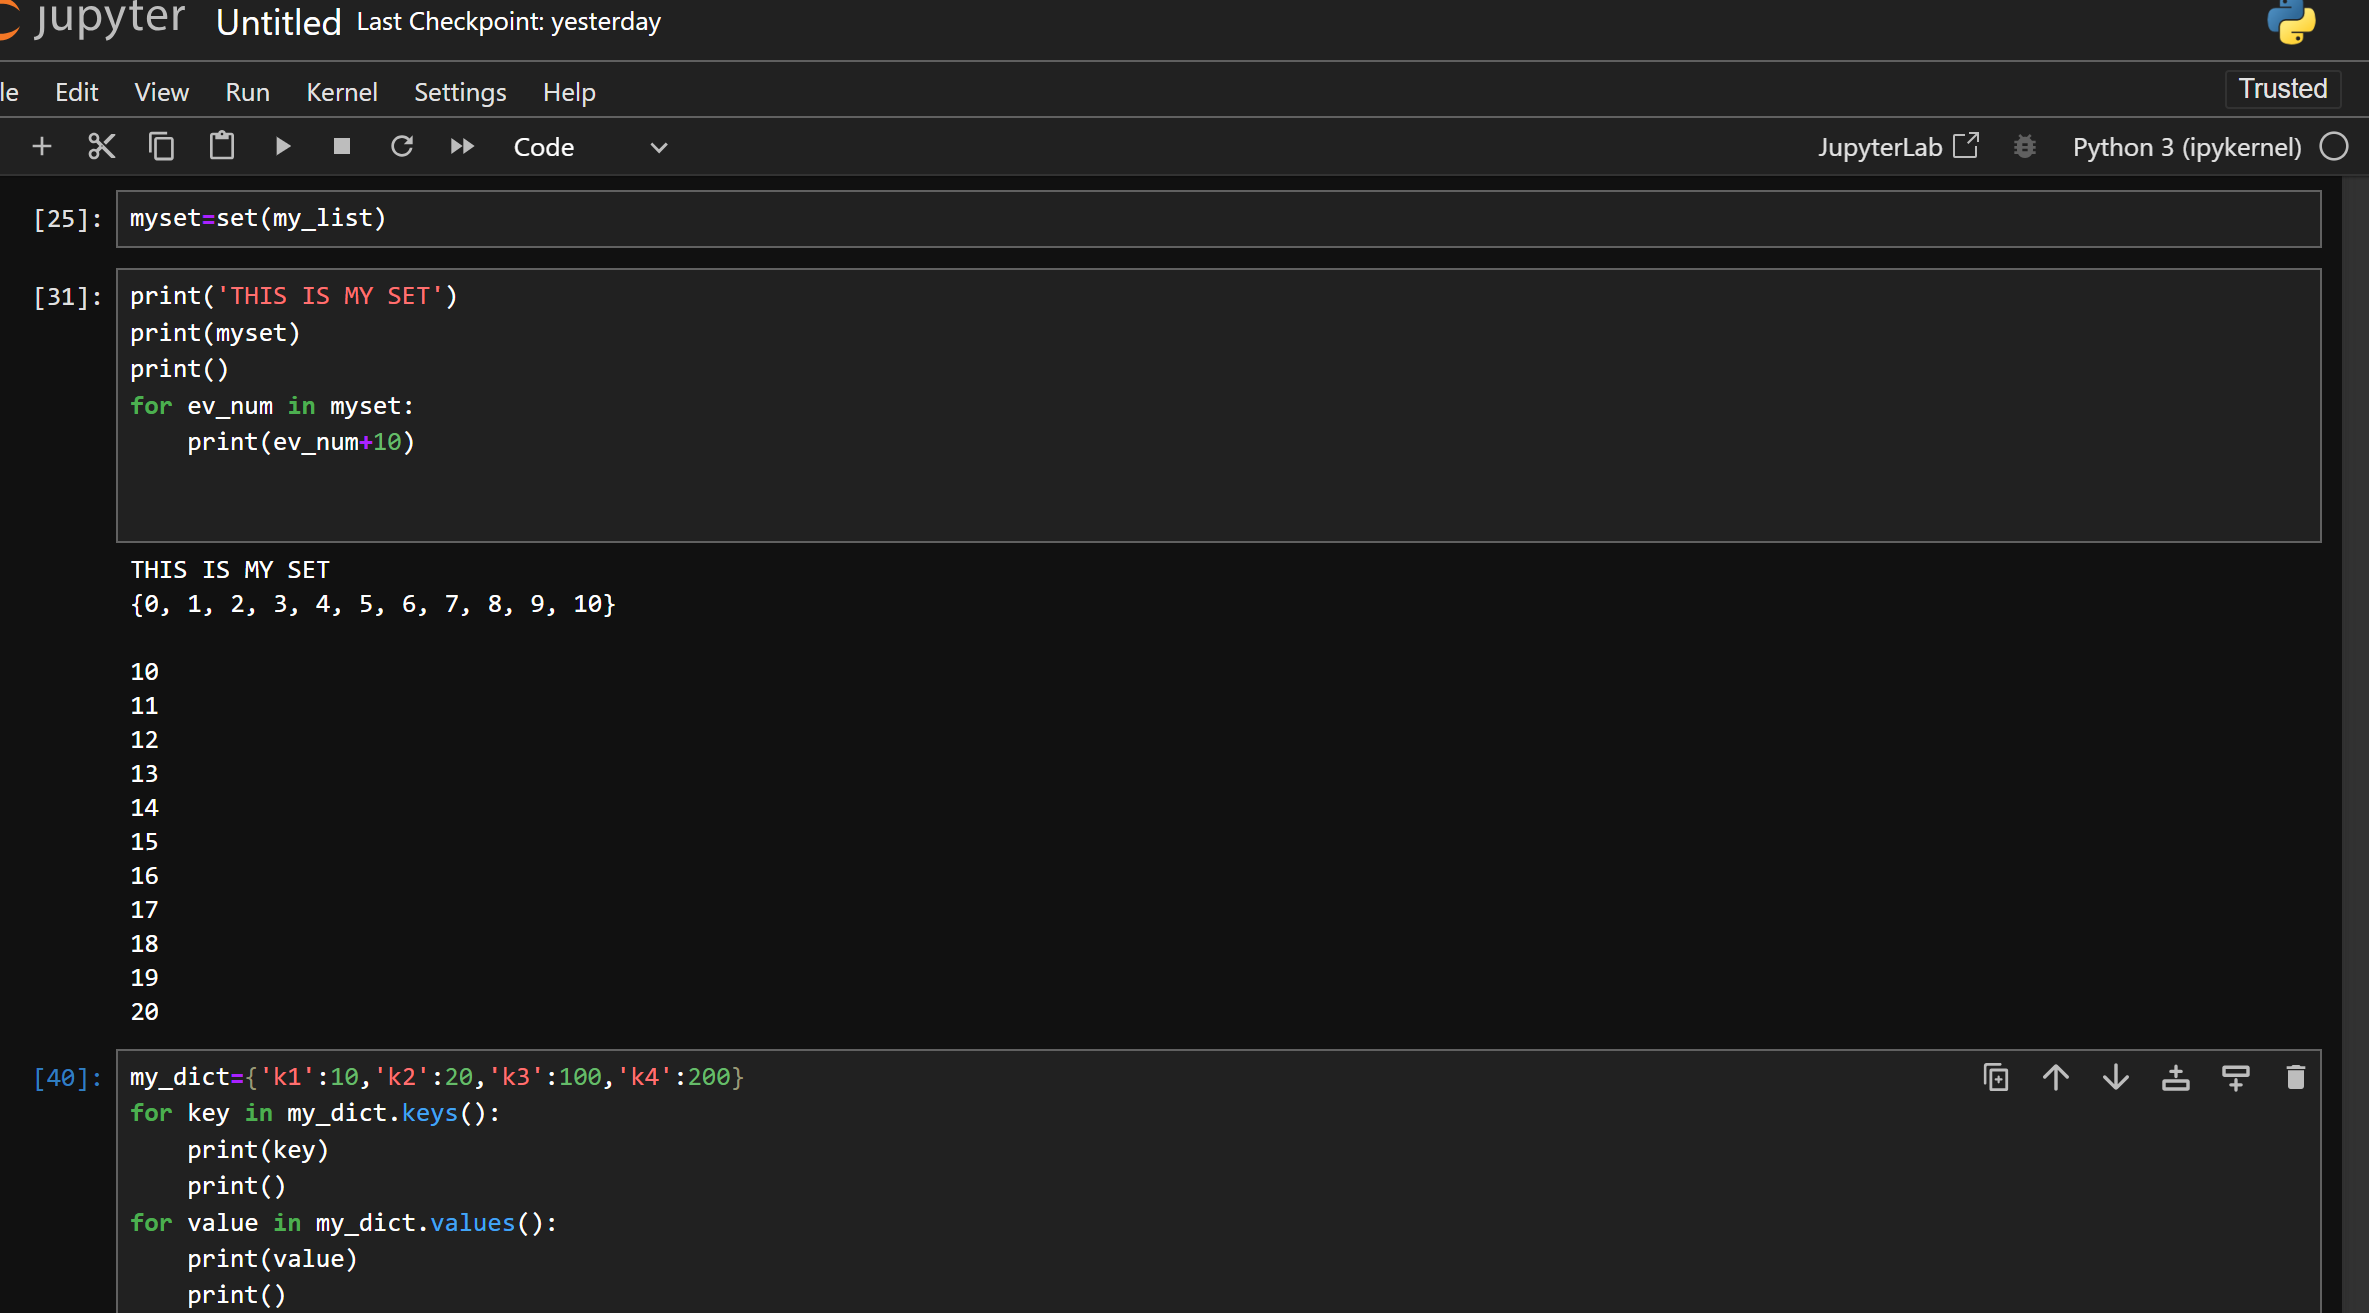 jupyter Untitled Last Checkpoint: yesterday
le Edit View Run Kernel Settings Help Trusted
Code JupyterLab Python 3 (ipykernel)
[25]: myset=set(my_list)
[31]: print('THIS IS MY SET')
print(myset)
print()
for ev_num in myset:
    print(ev_num+10)
THIS IS MY SET
{0, 1, 2, 3, 4, 5, 6, 7, 8, 9, 10}
10
11
12
13
14
15
16
17
18
19
20
[40]: my_dict={'k1':10,'k2':20,'k3':100,'k4':200}
for key in my_dict.keys():
    print(key)
    print()
for value in my_dict.values():
    print(value)
    print()